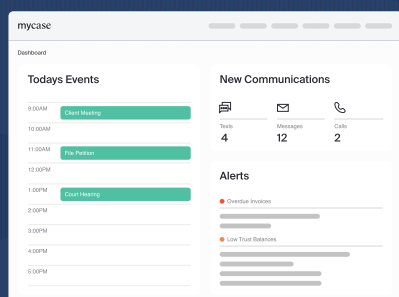 mycase
Dashboard
Todays Events
9:00AM
Client Meeting
10:00AM
11:00AM
File Petition
12:00PM
1:00PM
Court Hearing
2:00PM
3:00PM
4:00PM
5:00PM
New Communications
Texts
4
Messages
12
Calls
2
Alerts
Overdue Invoices
Low Trust Balances